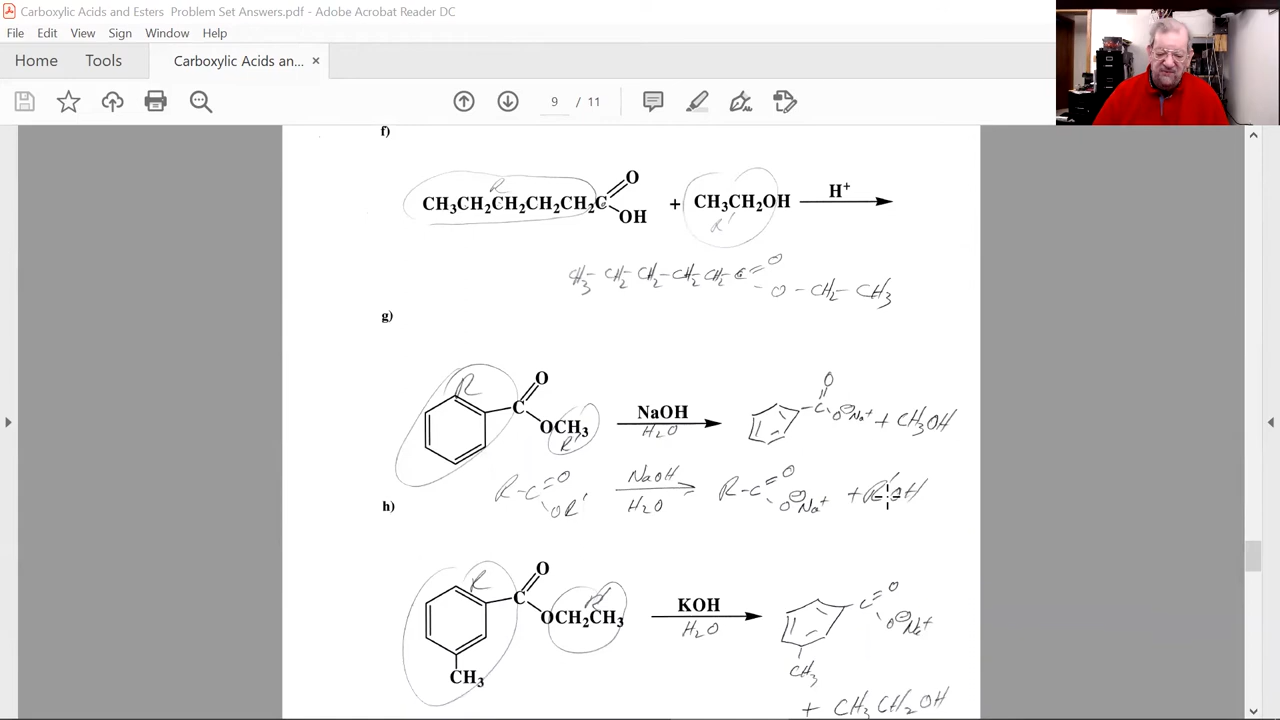 Carboxylic Acids and Esters Problem Set Answers.pdf - Adobe Acrobat Reader DC
File Edit View Sign Window Help
Home Tools Carboxylic Acids an... ×
9 / 11
f)
R
CH3CH2CH2CH2CH2C
O
OH
+ CH3CH2OH
R'
H+
CH3-CH2-CH2-CH2-CH2-C=O
-O-CH2-CH3
g)
R
C
O
OCH3
R'
NaOH
H2O
O
C
O⊖Na+ + CH3OH
R-C=O
OR'
NaOH
H2O
R-C=O
O⊖Na+
+ R'OH
h)
R
C
O
OCH2CH3
R'
CH3
KOH
H2O
C=O
O⊖Na+
CH3
+ CH3CH2OH